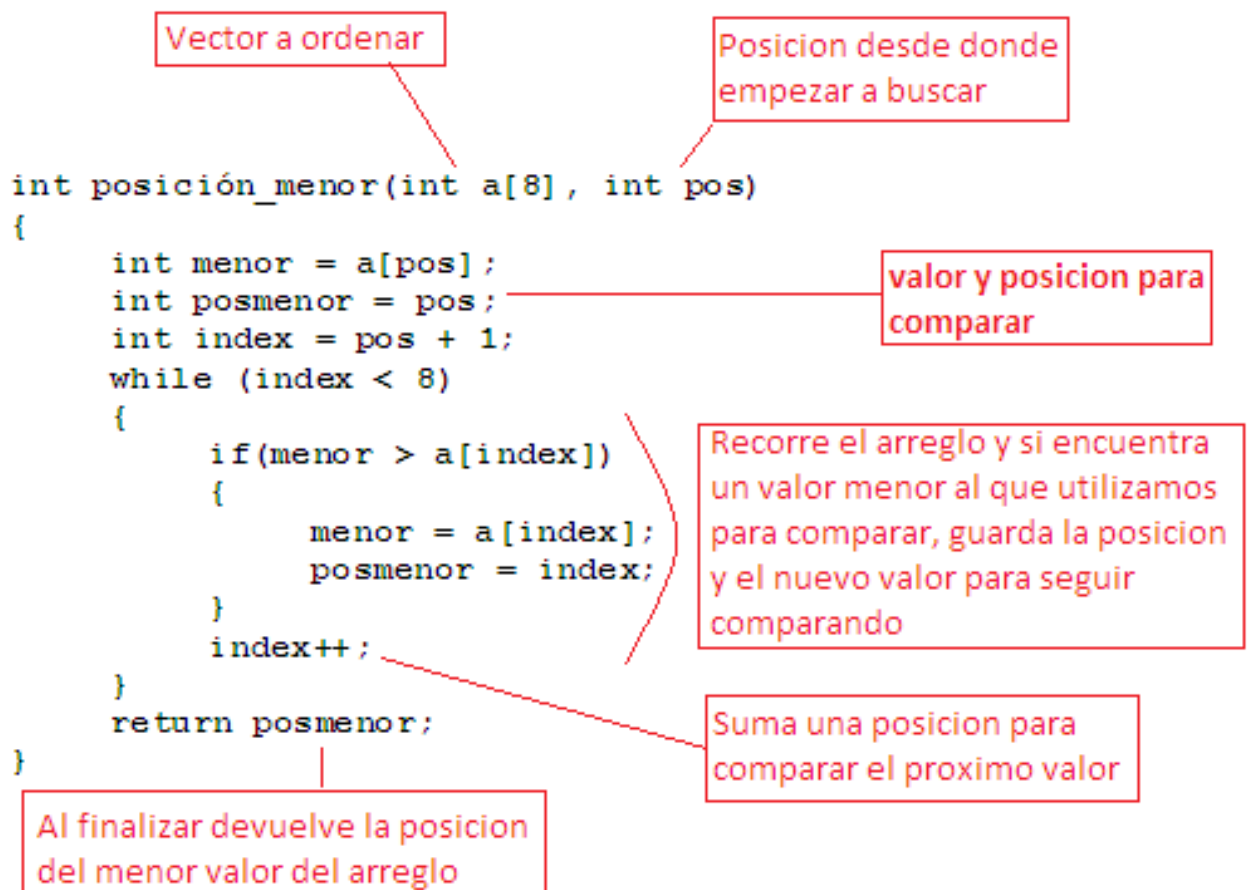 Vector a ordenar
Posicion desde donde
empezar a buscar
int posición_menor(int a[8], int pos)
{
int menor = a[pos];
int posmenor = pos;
int index = pos + 1;
valor y posicion para
comparar
while (index < 8)
{
if(menor > a[index])
{
menor = a[index];
posmenor = index;
}
index++;
}
return posmenor;
}
Recorre el arreglo y si encuentra
un valor menor al que utilizamos
para comparar, guarda la posicion
y el nuevo valor para seguir
comparando
Suma una posicion para
comparar el proximo valor
Al finalizar devuelve la posicion
del menor valor del arreglo